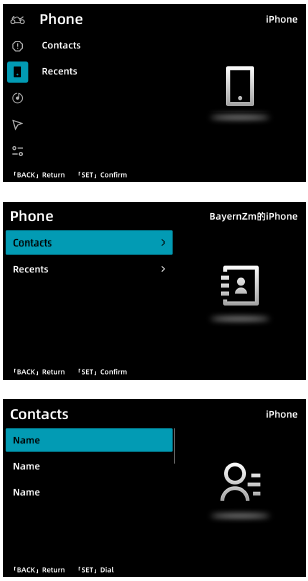 Phone
iPhone
Contacts
Recents
「BACK」Return 「SET」Confirm
Phone
BayernZm的iPhone
Contacts
Recents
「BACK」Return 「SET」Confirm
Contacts
iPhone
Name
Name
Name
「BACK」Return 「SET」Dial